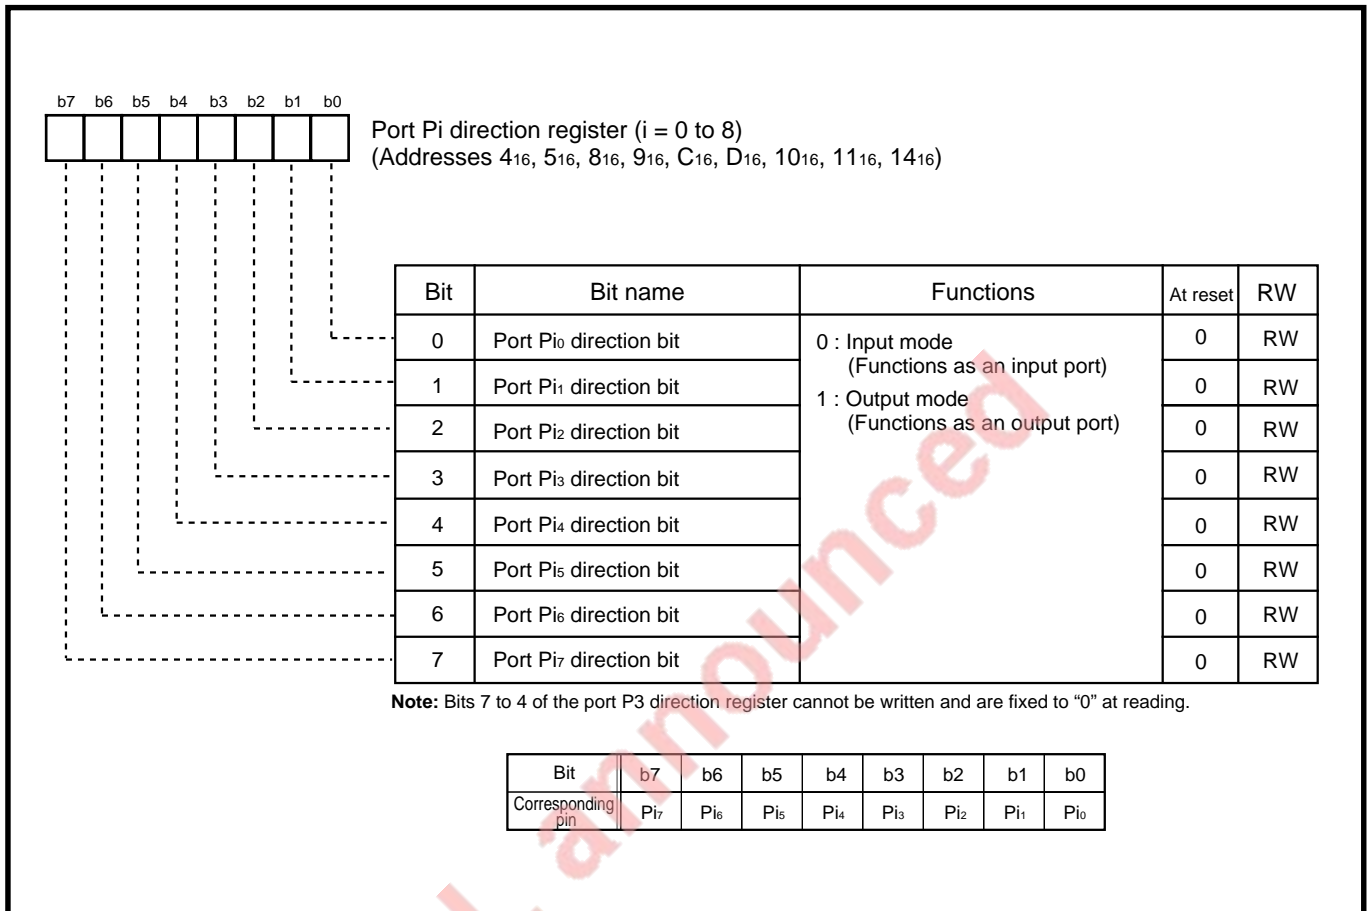 b7 b6 b5 b4 b3 b2 b1 b0
Port Pi direction register (i = 0 to 8)
(Addresses 4₁₆, 5₁₆, 8₁₆, 9₁₆, C₁₆, D₁₆, 10₁₆, 11₁₆, 14₁₆)
Bit Bit name Functions At reset RW
0 Port Pi₀ direction bit 0 : Input mode 0 RW
(Functions as an input port)
1 Port Pi₁ direction bit 0 RW
1 : Output mode
(Functions as an output port)
2 Port Pi₂ direction bit 0 RW
3 Port Pi₃ direction bit 0 RW
4 Port Pi₄ direction bit 0 RW
5 Port Pi₅ direction bit 0 RW
6 Port Pi₆ direction bit 0 RW
7 Port Pi₇ direction bit 0 RW
Note: Bits 7 to 4 of the port P3 direction register cannot be written and are fixed to “0” at reading.
Bit b7 b6 b5 b4 b3 b2 b1 b0
Corresponding pin Pi₇ Pi₆ Pi₅ Pi₄ Pi₃ Pi₂ Pi₁ Pi₀
announced